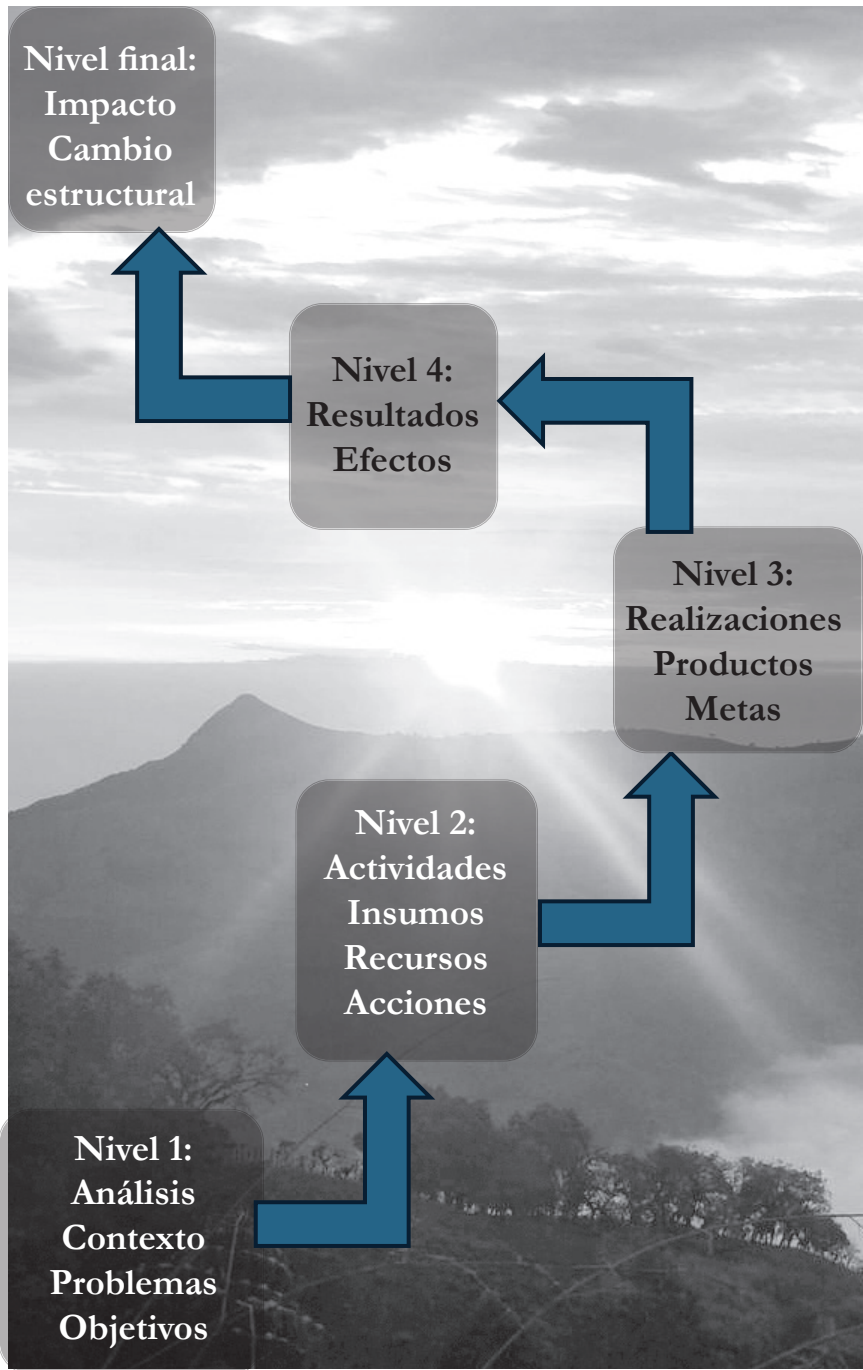 Nivel final:
Impacto
Cambio
estructural
Nivel 4:
Resultados
Efectos
Nivel 3:
Realizaciones
Productos
Metas
Nivel 2:
Actividades
Insumos
Recursos
Acciones
Nivel 1:
Análisis
Contexto
Problemas
Objetivos